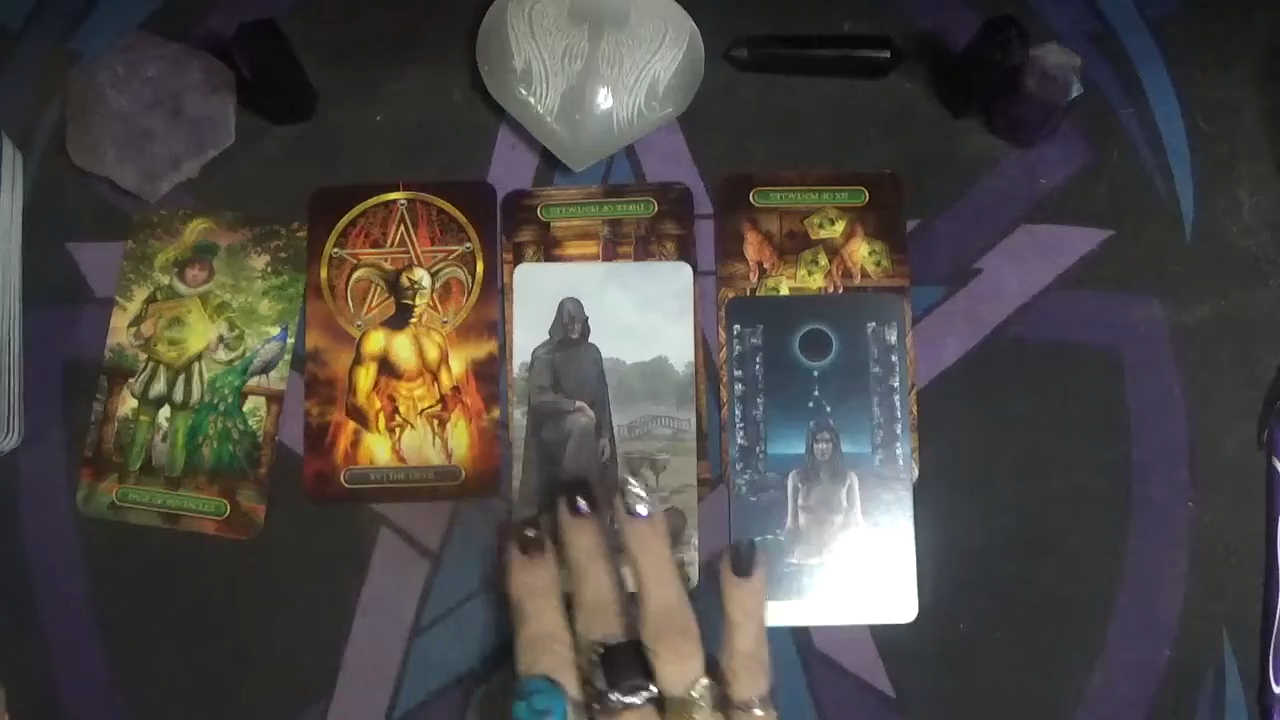 PAGE OF PENTACLES
XV | THE DEVIL
THREE OF PENTACLES
SIX OF PENTACLES